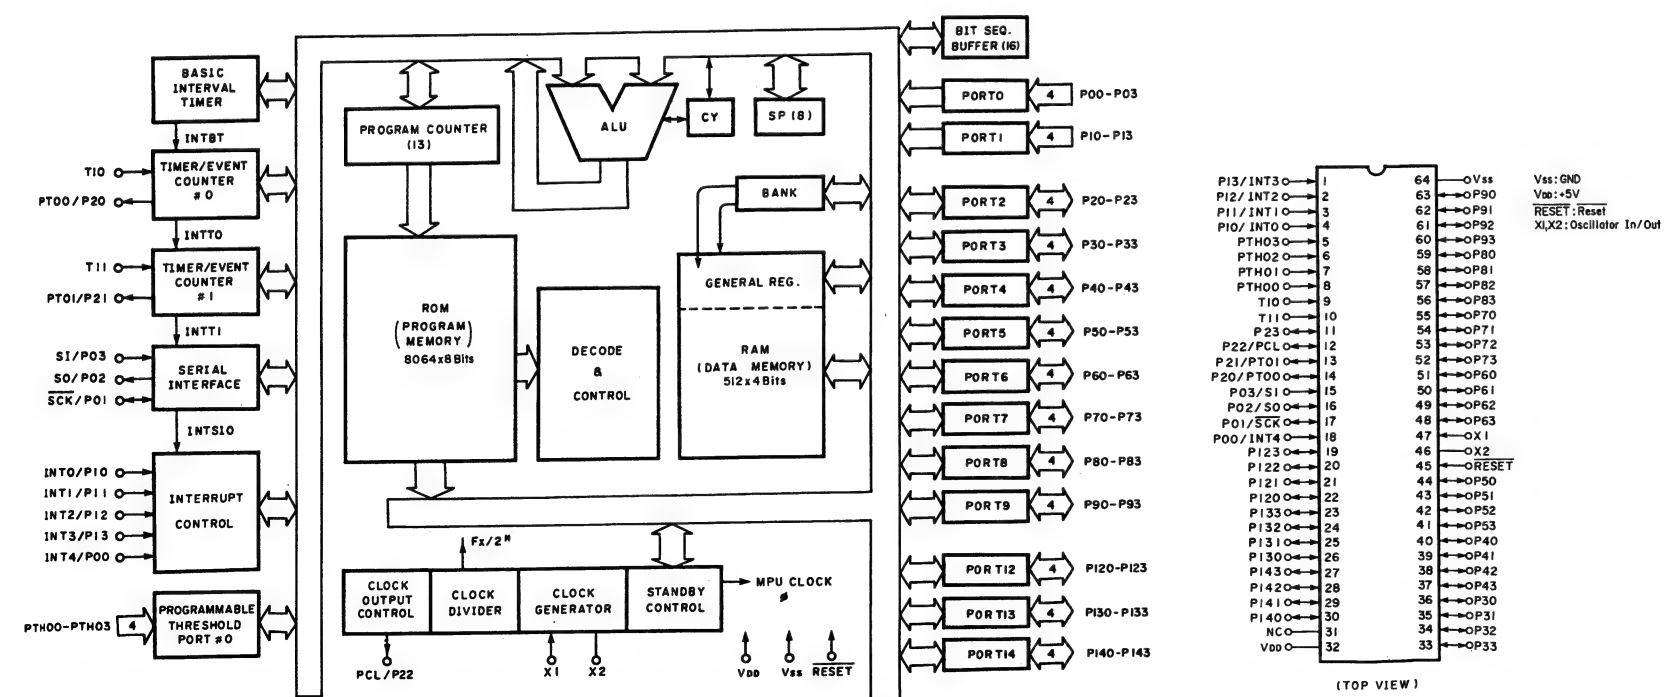 BASIC
INTERVAL
TIMER
INTBT
TI0
PT00/P20
TIMER/EVENT
COUNTER
#0
INTT0
TI1
PT01/P21
TIMER/EVENT
COUNTER
#1
INTT1
SI/P03
SO/P02
SCK/P01
SERIAL
INTERFACE
INTSIO
INT0/P10
INT1/P11
INT2/P12
INT3/P13
INT4/P00
INTERRUPT
CONTROL
PTH00-PTH03
4
PROGRAMMABLE
THRESHOLD
PORT #0
PROGRAM COUNTER
(13)
ALU
CY
SP (8)
BANK
ROM
(PROGRAM
MEMORY)
8064x8Bits
DECODE
&
CONTROL
GENERAL REG.
RAM
(DATA MEMORY)
512x4Bits
Fx/2ᴺ
CLOCK
OUTPUT
CONTROL
CLOCK
DIVIDER
CLOCK
GENERATOR
STANDBY
CONTROL
MPU CLOCK
ϕ
PCL/P22
X1
X2
VDD
Vss
RESET
BIT SEQ.
BUFFER (16)
PORT0
4
P00-P03
PORT1
4
P10-P13
PORT2
4
P20-P23
PORT3
4
P30-P33
PORT4
4
P40-P43
PORT5
4
P50-P53
PORT6
4
P60-P63
PORT7
4
P70-P73
PORT8
4
P80-P83
PORT9
4
P90-P93
PORT12
4
P120-P123
PORT13
4
P130-P133
PORT14
4
P140-P143
P13/INT3 1 64 Vss
P12/INT2 2 63 P90
P11/INT1 3 62 P91
P10/INT0 4 61 P92
PTH03 5 60 P93
PTH02 6 59 P80
PTH01 7 58 P81
PTH00 8 57 P82
TI0 9 56 P83
TI1 10 55 P70
P23 11 54 P71
P22/PCL 12 53 P72
P21/PT01 13 52 P73
P20/PT00 14 51 P60
P03/SI 15 50 P61
P02/SO 16 49 P62
P01/SCK 17 48 P63
P00/INT4 18 47 X1
P123 19 46 X2
P122 20 45 RESET
P121 21 44 P50
P120 22 43 P51
P133 23 42 P52
P132 24 41 P53
P131 25 40 P40
P130 26 39 P41
P143 27 38 P42
P142 28 37 P43
P141 29 36 P30
P140 30 35 P31
NC 31 34 P32
VDD 32 33 P33
(TOP VIEW)
Vss:GND
VDD:+5V
RESET:Reset
X1,X2:Oscillator In/Out